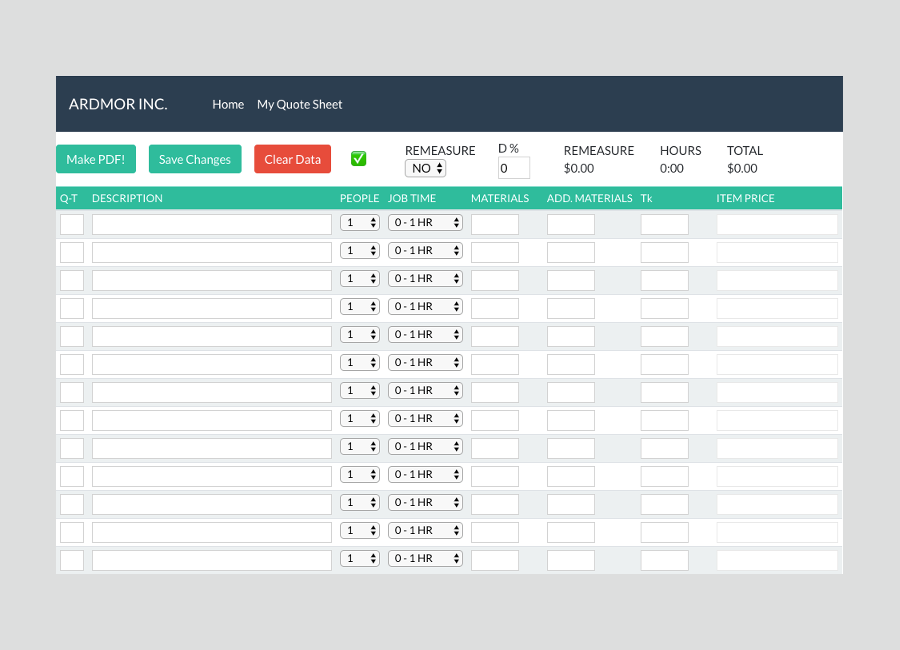 ARDMOR INC. Home My Quote Sheet
Make PDF! Save Changes Clear Data ✅
REMEASURE D % REMEASURE HOURS TOTAL
NO 0 $0.00 0:00 $0.00
Q-T DESCRIPTION PEOPLE JOB TIME MATERIALS ADD. MATERIALS Tk ITEM PRICE
1 0 - 1 HR
1 0 - 1 HR
1 0 - 1 HR
1 0 - 1 HR
1 0 - 1 HR
1 0 - 1 HR
1 0 - 1 HR
1 0 - 1 HR
1 0 - 1 HR
1 0 - 1 HR
1 0 - 1 HR
1 0 - 1 HR
1 0 - 1 HR